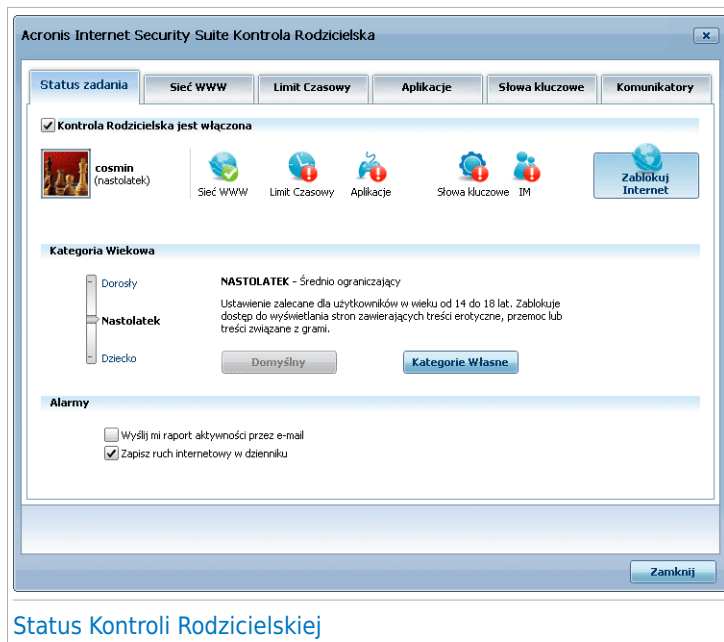 Acronis Internet Security Suite Kontrola Rodzicielska
Status zadania
Sieć WWW
Limit Czasowy
Aplikacje
Słowa kluczowe
Komunikatory
Kontrola Rodzicielska jest włączona
cosmin
(nastolatek)
Sieć WWW
Limit Czasowy
Aplikacje
Słowa kluczowe
IM
Zablokuj
Internet
Kategoria Wiekowa
Dorosły
Nastolatek
Dziecko
NASTOLATEK - Średnio ograniczający
Ustawienie zalecane dla użytkowników w wieku od 14 do 18 lat. Zablokuje
dostęp do wyświetlania stron zawierających treści erotyczne, przemoc lub
treści związane z grami.
Domyślny
Kategorie Własne
Alarmy
Wyślij mi raport aktywności przez e-mail
Zapisz ruch internetowy w dzienniku
Zamknij
Status Kontroli Rodzicielskiej